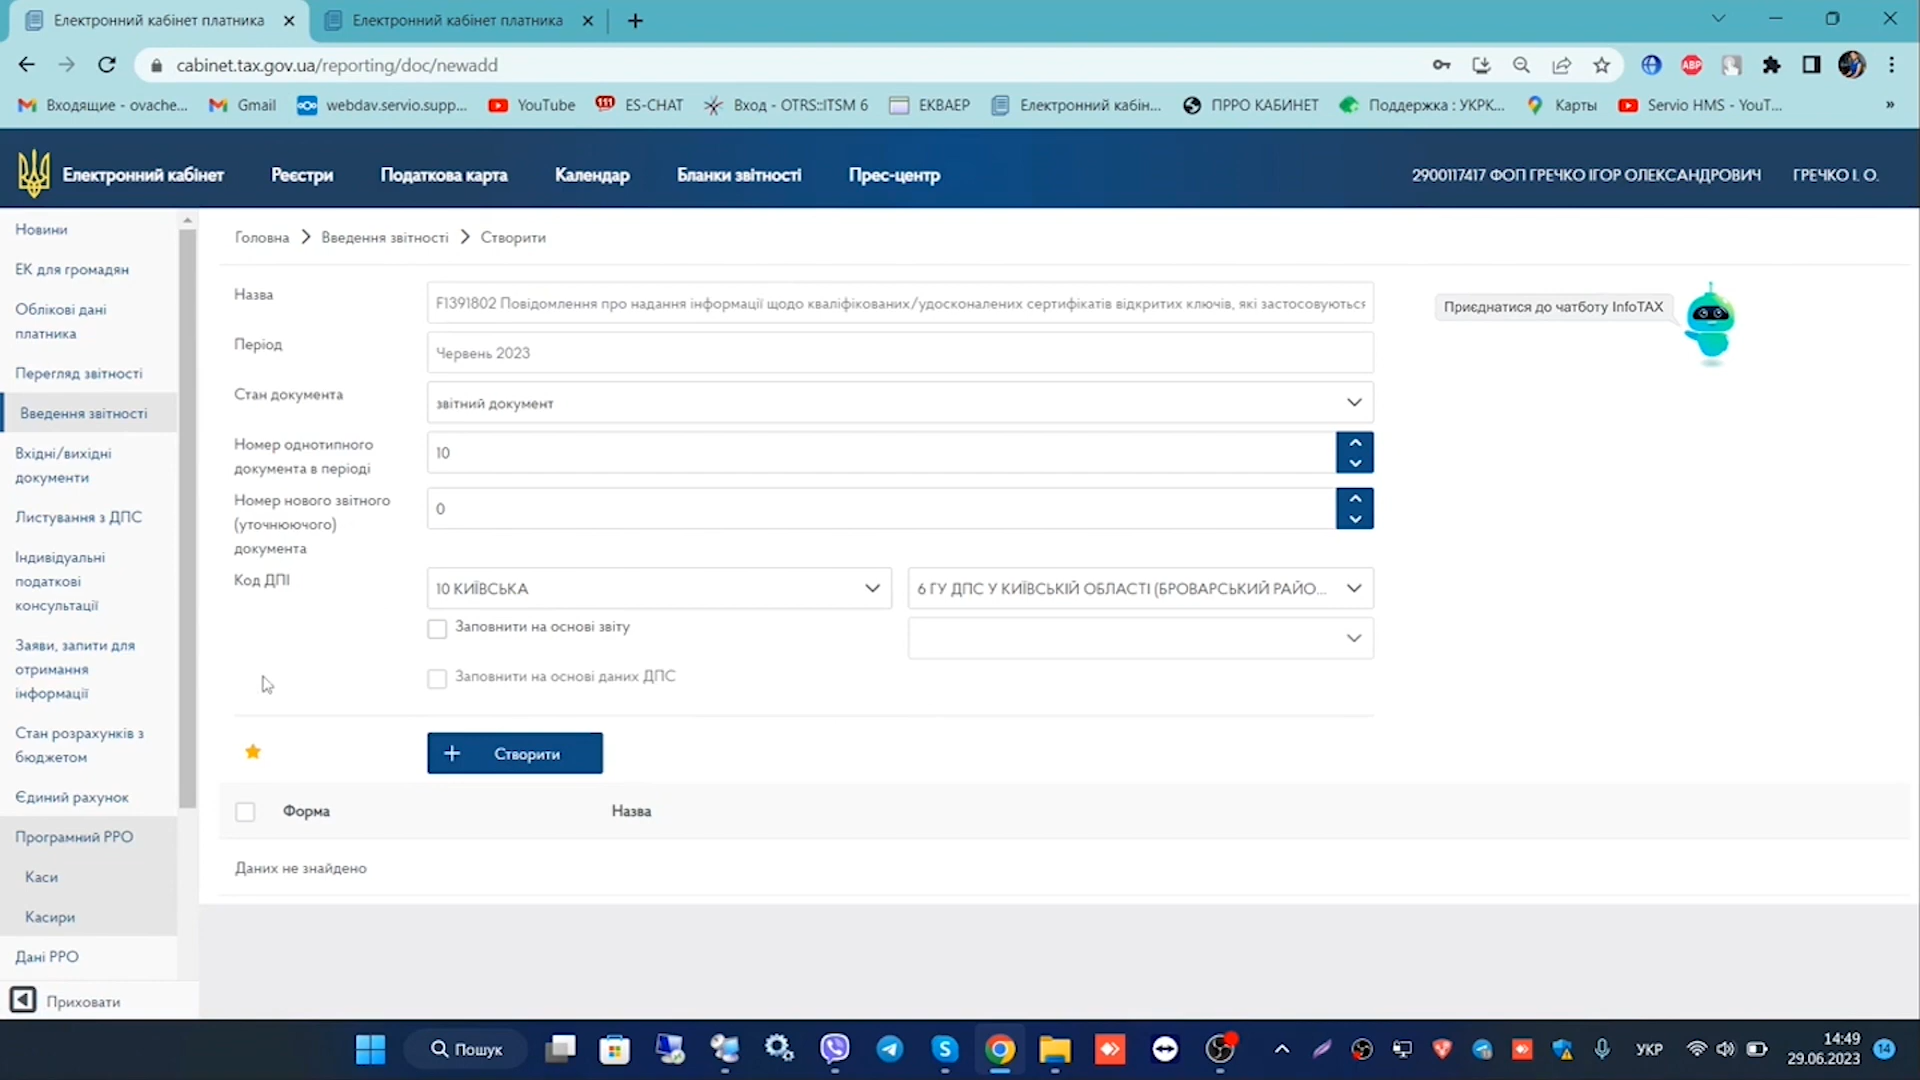 Електронний кабінет платника
Електронний кабінет платника
cabinet.tax.gov.ua/reporting/doc/newadd
ABP
Входящие - ovache...
Gmail
webdav.servio.supp...
YouTube
ES-CHAT
Вход - OTRS::ITSM 6
ЕКВАЕР
Електронний кабін...
ПРРО КАБИНЕТ
Поддержка : УКРК...
Карты
Servio HMS - YouT...
»
Електронний кабінет
Реєстри
Податкова карта
Календар
Бланки звітності
Прес-центр
2900117417 ФОП ГРЕЧКО ІГОР ОЛЕКСАНДРОВИЧ
ГРЕЧКО І. О.
Новини
ЕК для громадян
Облікові дані
платника
Перегляд звітності
Введення звітності
Вхідні/вихідні
документи
Листування з ДПС
Індивідуальні
податкові
консультації
Заяви, запити для
отримання
інформації
Стан розрахунків з
бюджетом
Єдиний рахунок
Програмний РРО
Каси
Касири
Дані РРО
Приховати
Головна > Введення звітності > Створити
Назва
F1391802 Повідомлення про надання інформації щодо кваліфікованих/удосконалених сертифікатів відкритих ключів, які застосовуються
Період
Червень 2023
Стан документа
звітний документ
Номер однотипного
документа в періоді
10
Номер нового звітного
(уточнюючого)
документа
0
Код ДПІ
10 КИЇВСЬКА
6 ГУ ДПС У КИЇВСЬКІЙ ОБЛАСТІ (БРОВАРСЬКИЙ РАЙО...
Заповнити на основі звіту
Заповнити на основі даних ДПС
+ Створити
Форма
Назва
Даних не знайдено
Приєднатися до чатботу InfoTAX
Пошук
УКР
14:49
29.06.2023
14